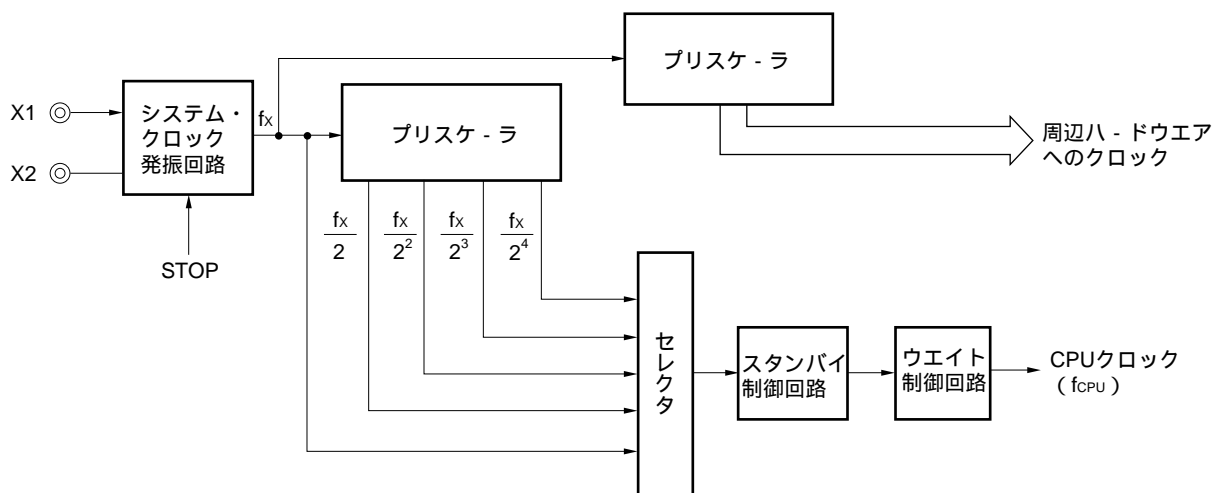 プリスケ - ラ
X1
X2
システム・
クロック
発振回路
fX
プリスケ - ラ
周辺ハ - ドウエア
へのクロック
STOP
fX
2
fX
2²
fX
2³
fX
2⁴
セレクタ
スタンバイ
制御回路
ウエイト
制御回路
CPUクロック
( fCPU )